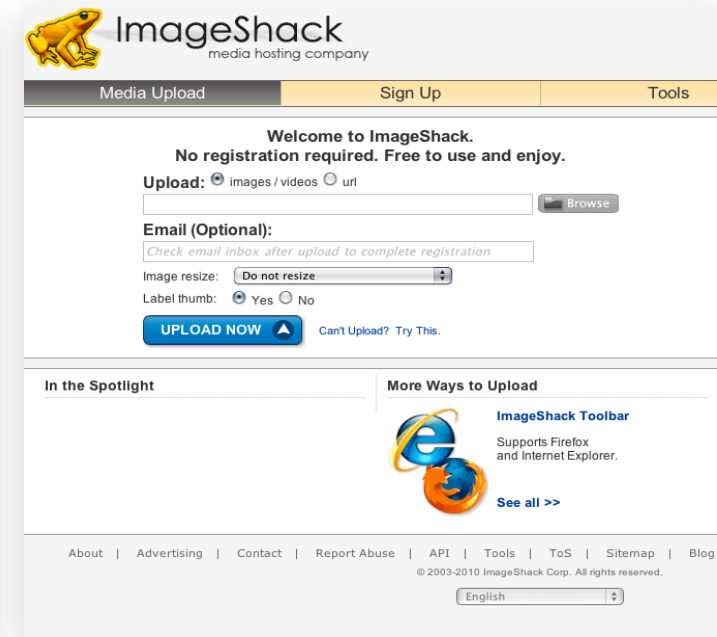 ImageShack
media hosting company
Media Upload
Sign Up
Tools
Welcome to ImageShack.
No registration required. Free to use and enjoy.
Upload: images / videos url
Browse
Email (Optional):
Check email inbox after upload to complete registration
Image resize: Do not resize
Label thumb: Yes No
UPLOAD NOW
Can't Upload? Try This.
In the Spotlight
More Ways to Upload
ImageShack Toolbar
Supports Firefox
and Internet Explorer.
See all >>
About | Advertising | Contact | Report Abuse | API | Tools | ToS | Sitemap | Blog
© 2003-2010 ImageShack Corp. All rights reserved.
English